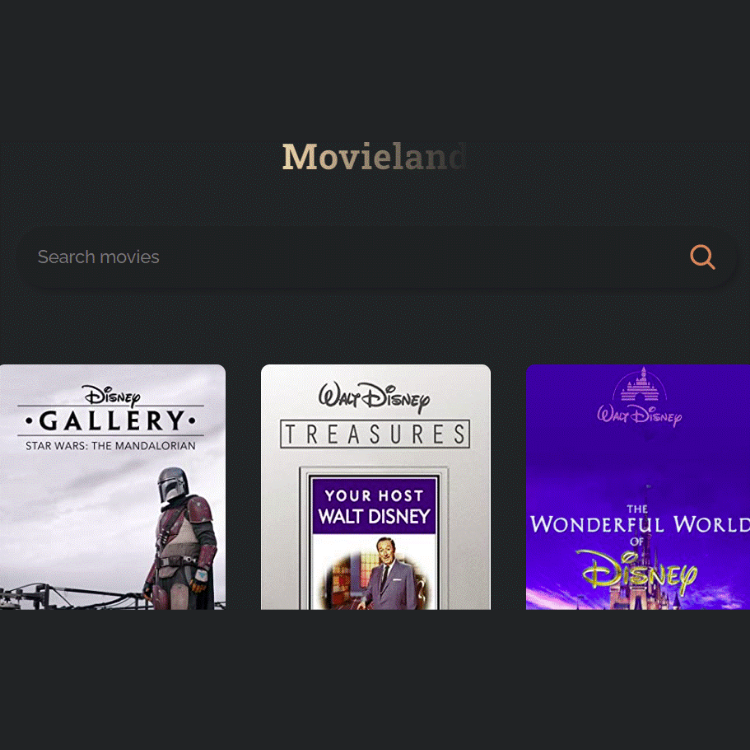 Movieland
Search movies
Disney
•GALLERY•
STAR WARS: THE MANDALORIAN
WALT DISNEY
TREASURES
YOUR HOST
WALT DISNEY
WALT DISNEY
THE
WONDERFUL WORLD
OF
DISNEY